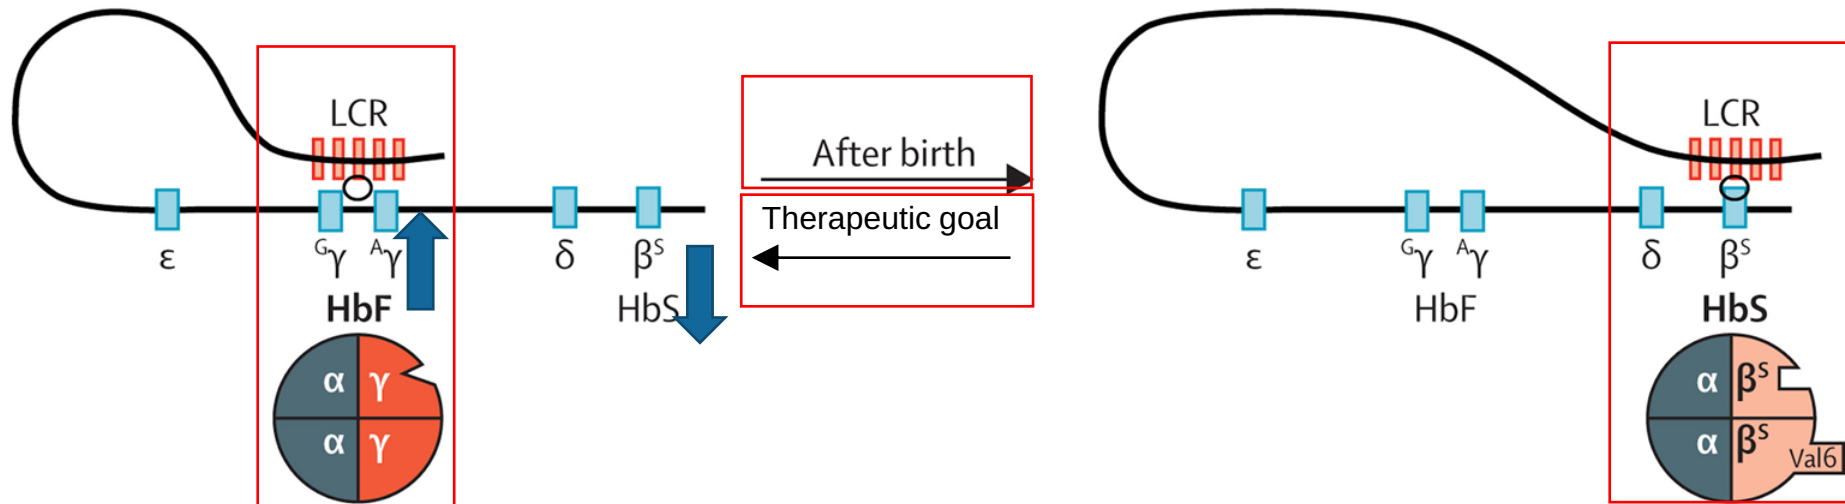 LCR
ε
ᴳγ ᴬγ
δ
βˢ
HbF
HbS
α γ
α γ
After birth
Therapeutic goal
LCR
ε
ᴳγ ᴬγ
δ
βˢ
HbF
HbS
α βˢ
α βˢ
Val6